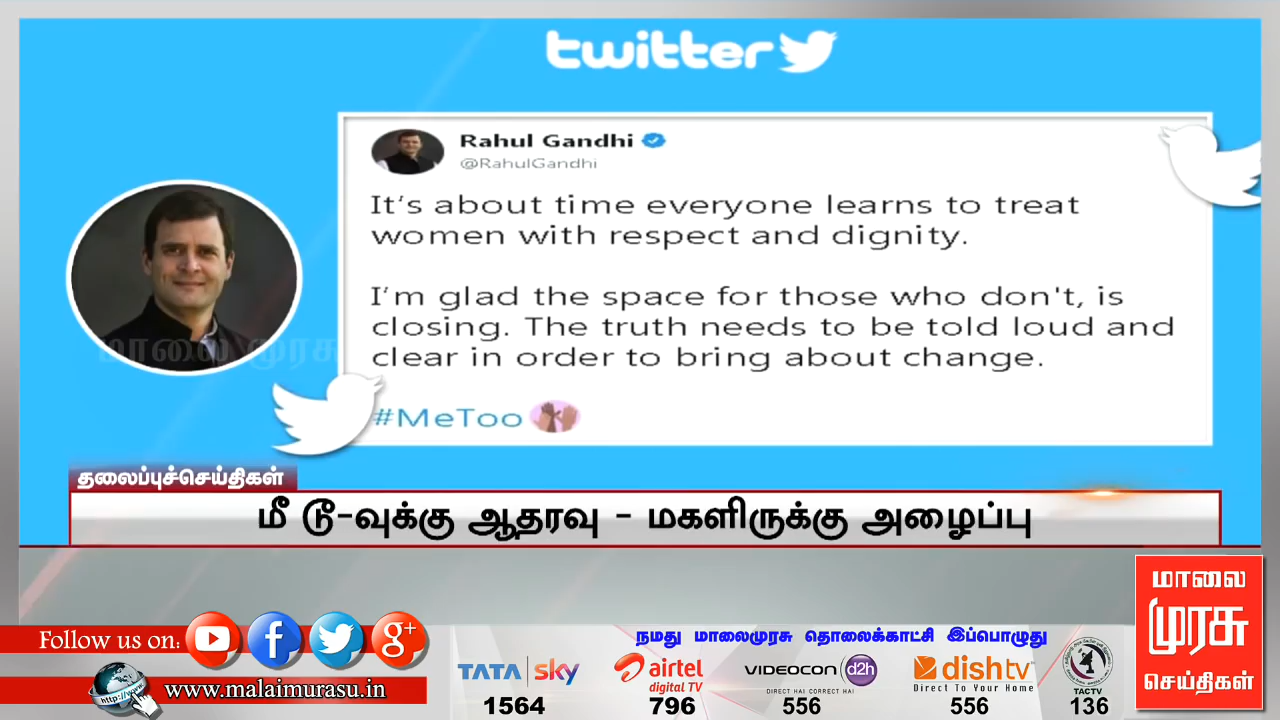 twitter
Rahul Gandhi
@RahulGandhi
It's about time everyone learns to treat
women with respect and dignity.
I'm glad the space for those who don't, is
closing. The truth needs to be told loud and
clear in order to bring about change.
#MeToo
மாலை முரசு
தலைப்புச்செய்திகள்
மீ டூ-வுக்கு ஆதரவு - மகளிருக்கு அழைப்பு
மாலை
முரசு
செய்திகள்
Follow us on:
g+
http://www
www.malaimurasu.in
நமது மாலைமுரசு தொலைக்காட்சி இப்பொழுது
TATA sky
1564
airtel
digital TV
796
VIDEOCON d2h
DIRECT HAI CORRECT HAI
556
dishtv
Direct To Your Home
556
TACTV
136